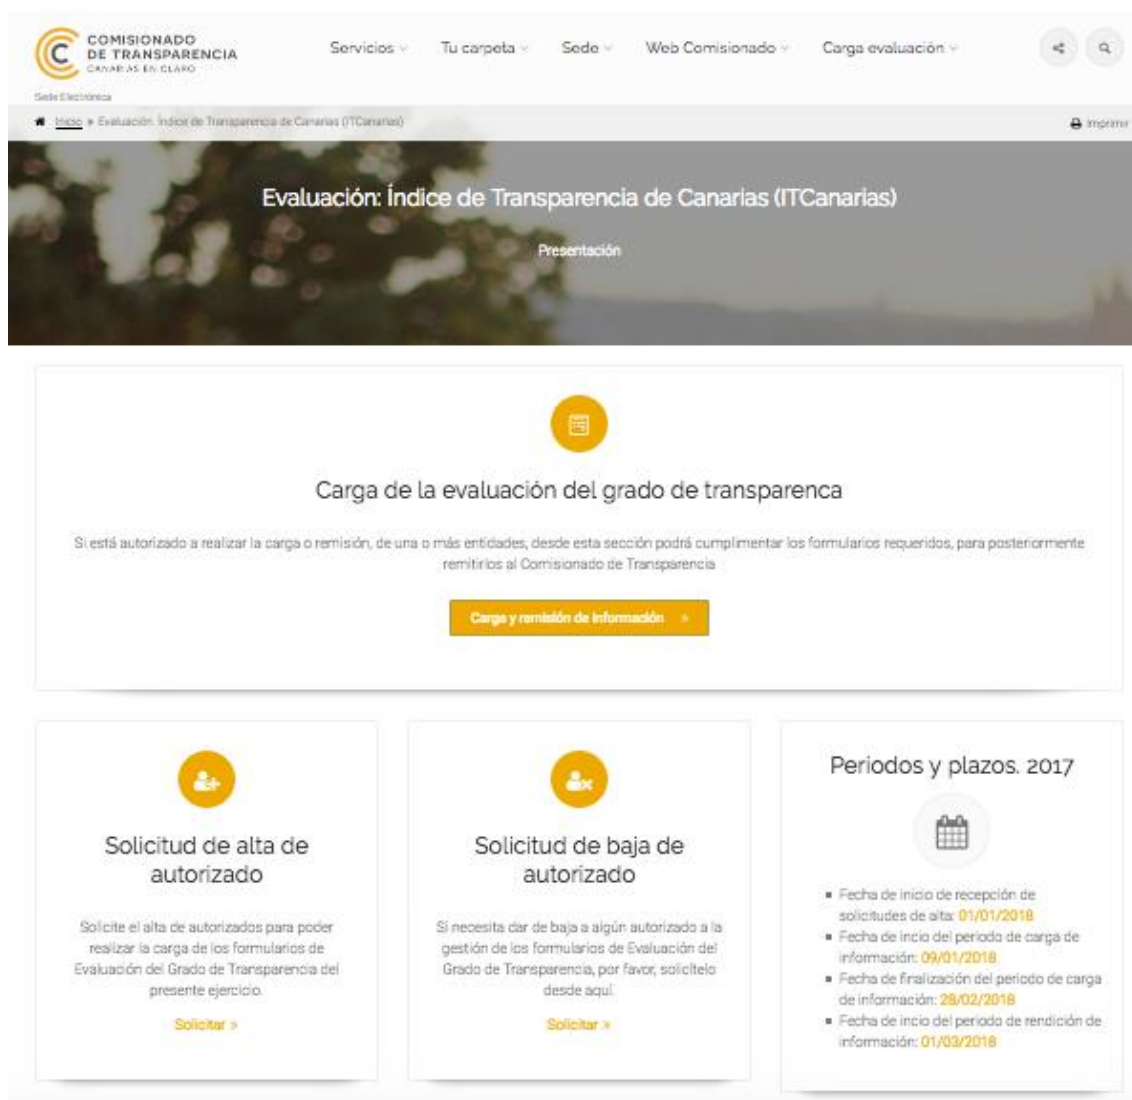 COMISIONADO
DE TRANSPARENCIA
CANARIAS EN CLARO
Servicios
Tu carpeta
Sede
Web Comisionado
Carga evaluación
Sede Electrónica
Inicio » Evaluación: Índice de Transparencia de Canarias (ITCanarias)
Imprimir
Evaluación: Índice de Transparencia de Canarias (ITCanarias)
Presentación
Carga de la evaluación del grado de transparenca
Si está autorizado a realizar la carga o remisión, de una o más entidades, desde esta sección podrá cumplimentar los formularios requeridos, para posteriormente
remitirlos al Comisionado de Transparencia
Carga y remisión de información »
Solicitud de alta de
autorizado
Solicite el alta de autorizados para poder
realizar la carga de los formularios de
Evaluación del Grado de Transparencia del
presente ejercicio.
Solicitar »
Solicitud de baja de
autorizado
Si necesita dar de baja a algún autorizado a la
gestión de los formularios de Evaluación del
Grado de Transparencia, por favor, solicítelo
desde aquí.
Solicitar »
Periodos y plazos. 2017
Fecha de inicio de recepción de
solicitudes de alta: 01/01/2018
Fecha de incio del periodo de carga de
información: 09/01/2018
Fecha de finalización del periodo de carga
de información: 28/02/2018
Fecha de incio del periodo de rendición de
información: 01/03/2018